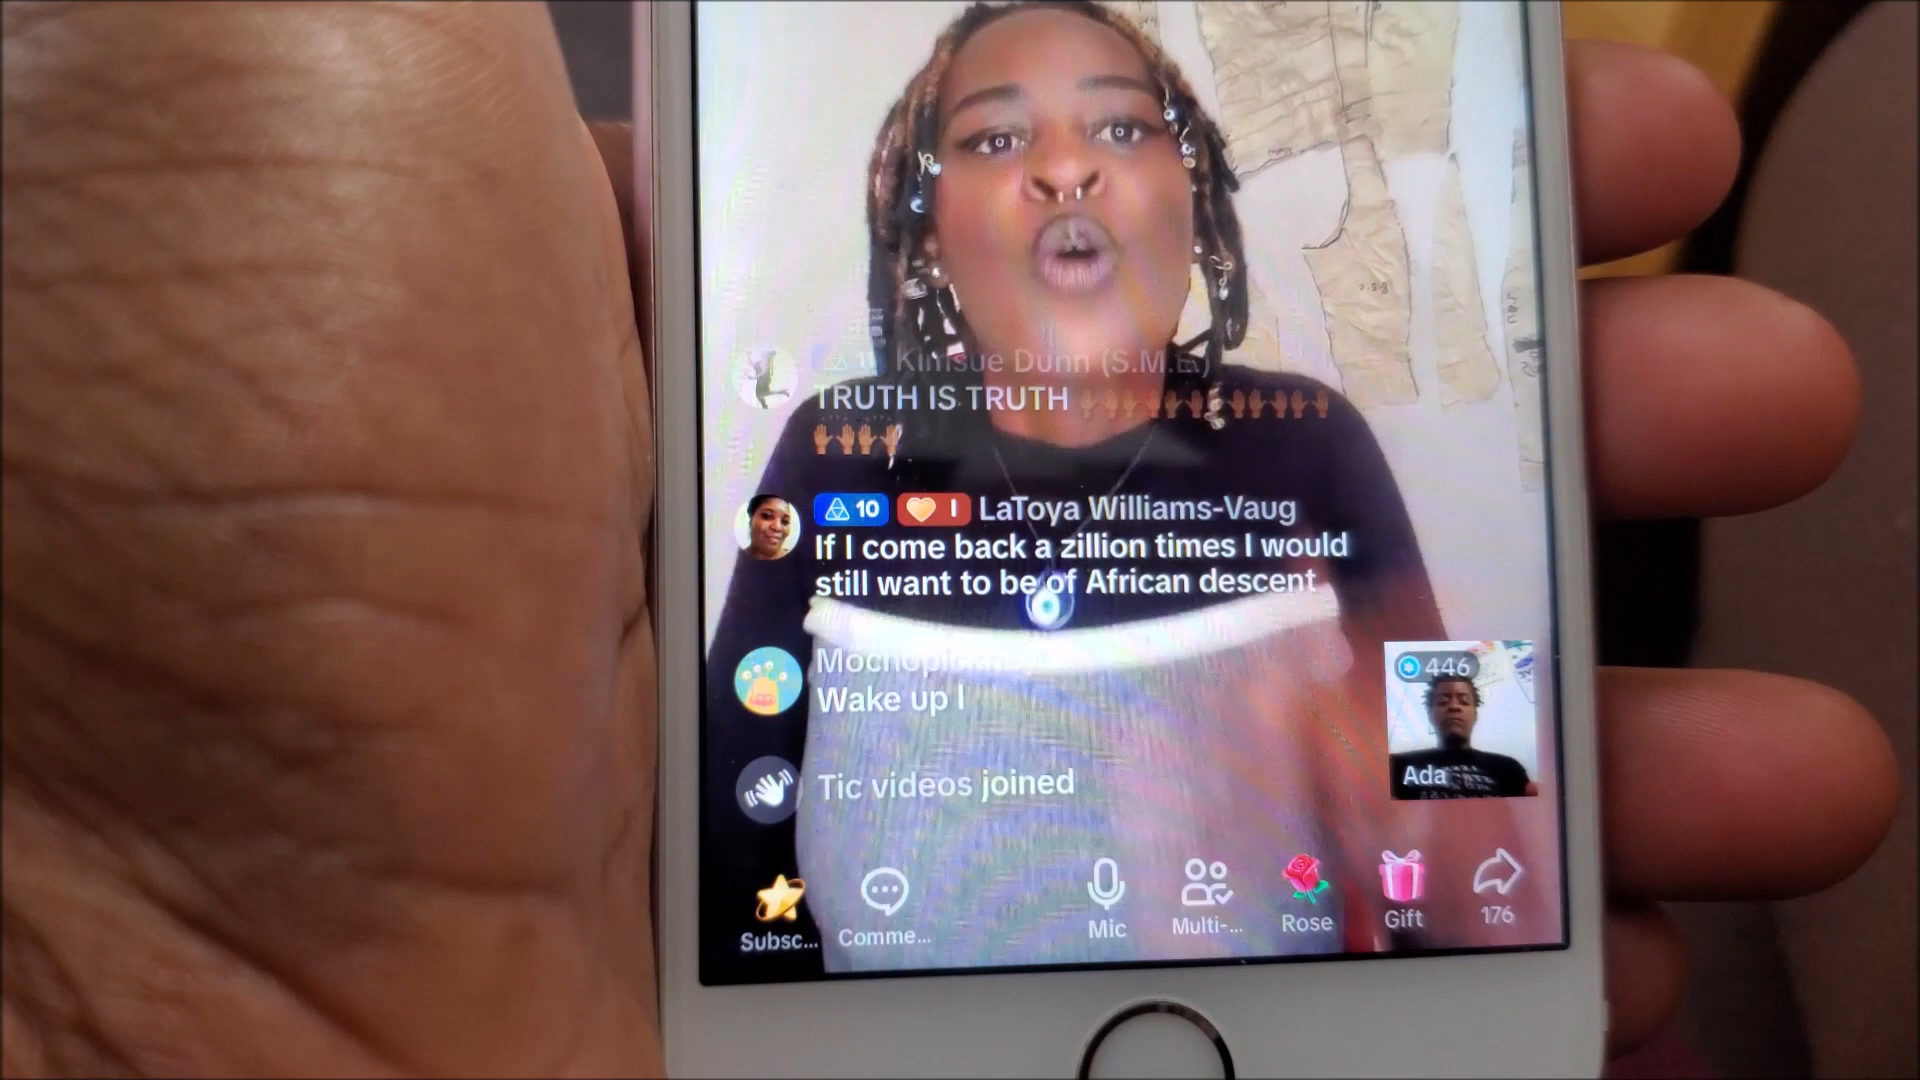 11 Kimsue Dunn (S.M.E)
TRUTH IS TRUTH
10 I LaToya Williams-Vaug
If I come back a zillion times I would
still want to be of African descent
Wake up I
Tic videos joined
446
Ada
Subsc...
Comme...
Mic
Multi-...
Rose
Gift
176